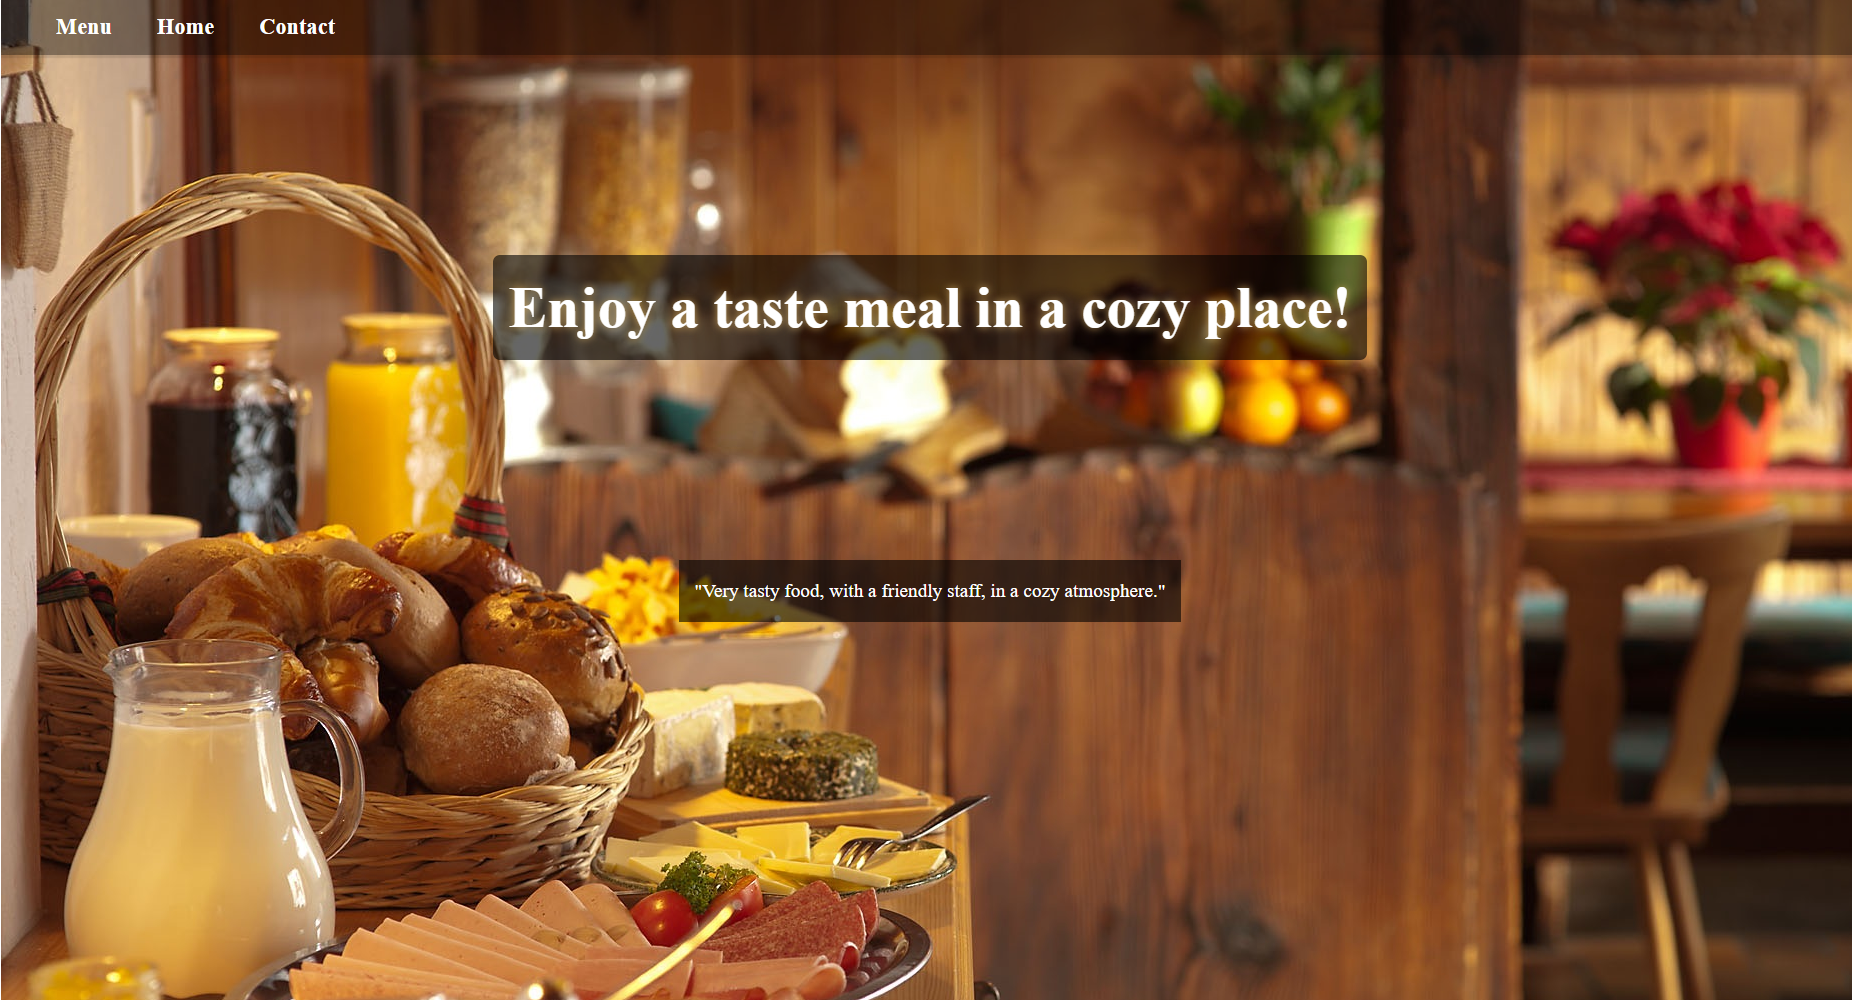 Menu Home Contact
Enjoy a taste meal in a cozy place!
"Very tasty food, with a friendly staff, in a cozy atmosphere."